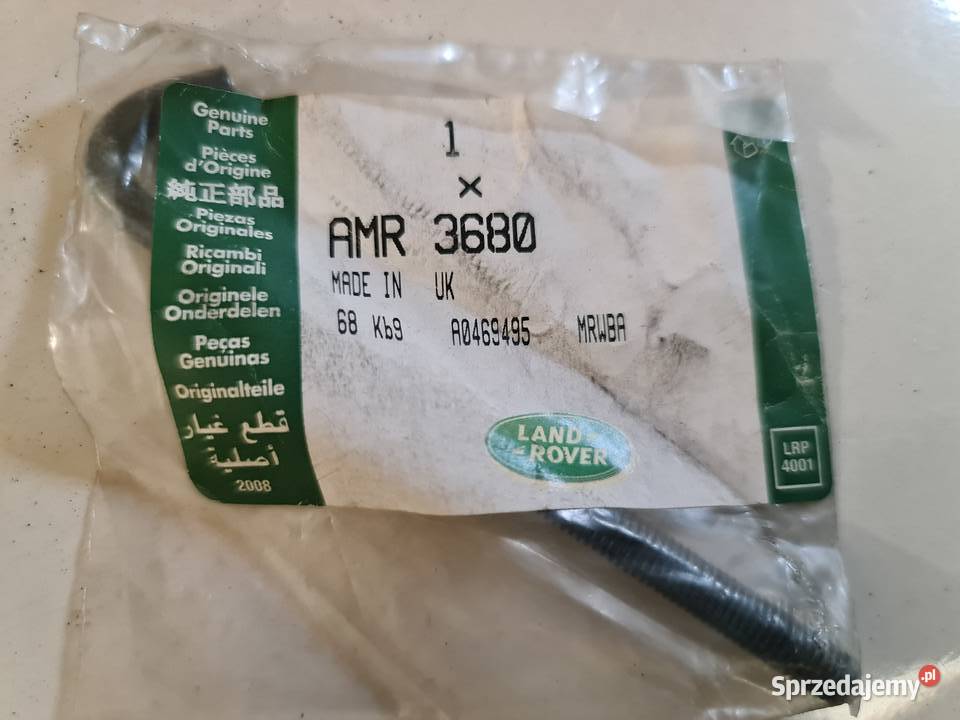 Genuine
Parts
Pièces
d'Origine
純正部品
Piezas
Originales
Ricambi
Originali
Originele
Onderdelen
Peças
Genuinas
Originalteile
قطع غيار
أصلية
2008
1
×
AMR 3680
MADE IN UK
68 Kb9 A0469495 MRWBA
LAND
ROVER
LRP
4001
Sprzedajemy.pl